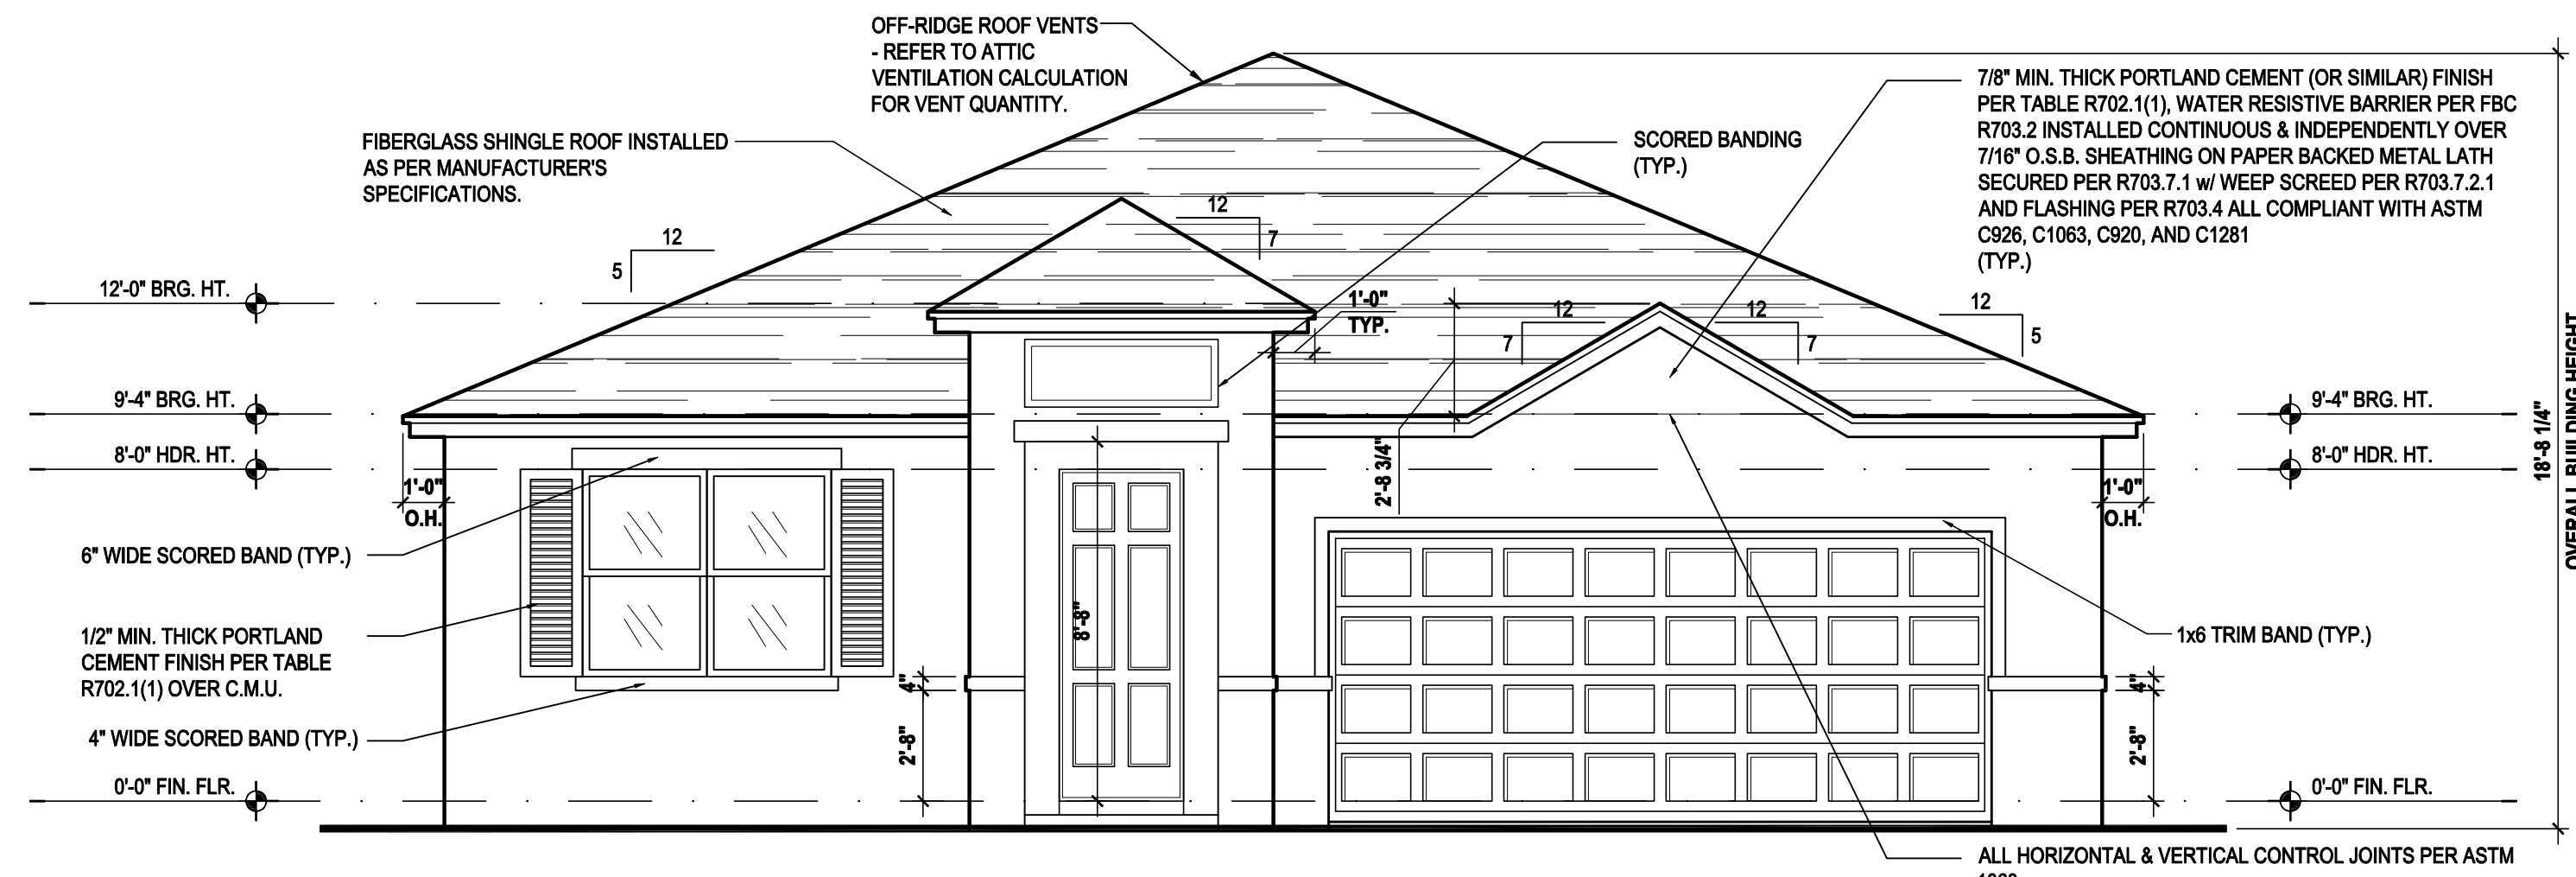 OFF-RIDGE ROOF VENTS
- REFER TO ATTIC
VENTILATION CALCULATION
FOR VENT QUANTITY.
7/8" MIN. THICK PORTLAND CEMENT (OR SIMILAR) FINISH
PER TABLE R702.1(1), WATER RESISTIVE BARRIER PER FBC
R703.2 INSTALLED CONTINUOUS & INDEPENDENTLY OVER
7/16" O.S.B. SHEATHING ON PAPER BACKED METAL LATH
SECURED PER R703.7.1 w/ WEEP SCREED PER R703.7.2.1
AND FLASHING PER R703.4 ALL COMPLIANT WITH ASTM
C926, C1063, C920, AND C1281
(TYP.)
FIBERGLASS SHINGLE ROOF INSTALLED
AS PER MANUFACTURER'S
SPECIFICATIONS.
SCORED BANDING
(TYP.)
12
7
12
5
12'-0" BRG. HT.
1'-0"
TYP.
12
7
12
7
12
5
9'-4" BRG. HT.
9'-4" BRG. HT.
8'-0" HDR. HT.
8'-0" HDR. HT.
2'-8 3/4"
18'-8 1/4"
OVERALL BUILDING HEIGHT
1'-0"
O.H.
1'-0"
O.H.
6" WIDE SCORED BAND (TYP.)
8'-8"
1/2" MIN. THICK PORTLAND
CEMENT FINISH PER TABLE
R702.1(1) OVER C.M.U.
1x6 TRIM BAND (TYP.)
4"
4"
4" WIDE SCORED BAND (TYP.)
2'-8"
2'-8"
0'-0" FIN. FLR.
0'-0" FIN. FLR.
ALL HORIZONTAL & VERTICAL CONTROL JOINTS PER ASTM